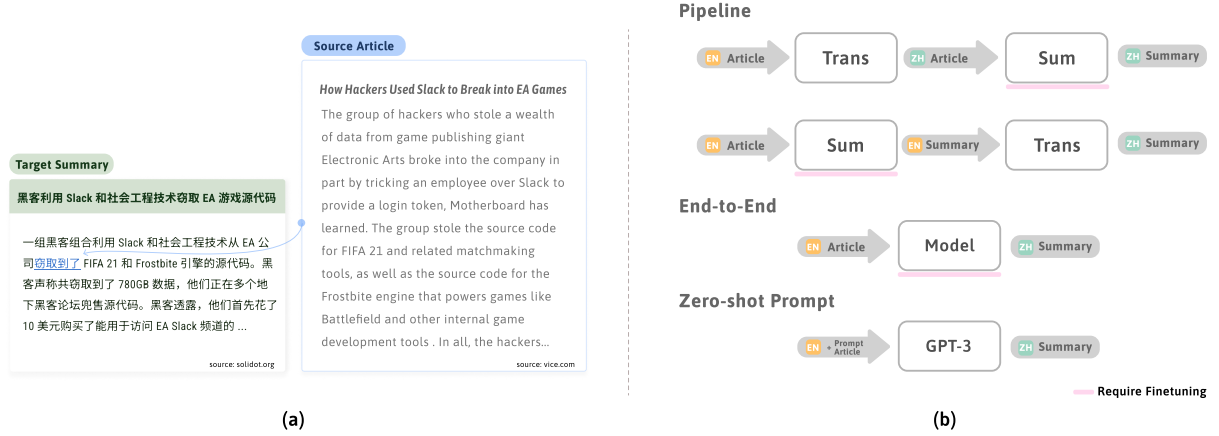 Target Summary
黑客利用 Slack 和社会工程技术窃取 EA 游戏源代码
一组黑客组合利用 Slack 和社会工程技术从 EA 公
司窃取到了 FIFA 21 和 Frostbite 引擎的源代码。黑
客声称共窃取到了 780GB 数据，他们正在多个地
下黑客论坛兜售源代码。黑客透露，他们首先花了
10 美元购买了能用于访问 EA Slack 频道的 ...
source: solidot.org
Source Article
How Hackers Used Slack to Break into EA Games
The group of hackers who stole a wealth
of data from game publishing giant
Electronic Arts broke into the company in
part by tricking an employee over Slack to
provide a login token, Motherboard has
learned. The group stole the source code
for FIFA 21 and related matchmaking
tools, as well as the source code for the
Frostbite engine that powers games like
Battlefield and other internal game
development tools . In all, the hackers...
source: vice.com
(a)
Pipeline
EN Article Trans ZH Article Sum ZH Summary
EN Article Sum EN Summary Trans ZH Summary
End-to-End
EN Article Model ZH Summary
Zero-shot Prompt
EN + Prompt Article GPT-3 ZH Summary
Require Finetuning
(b)